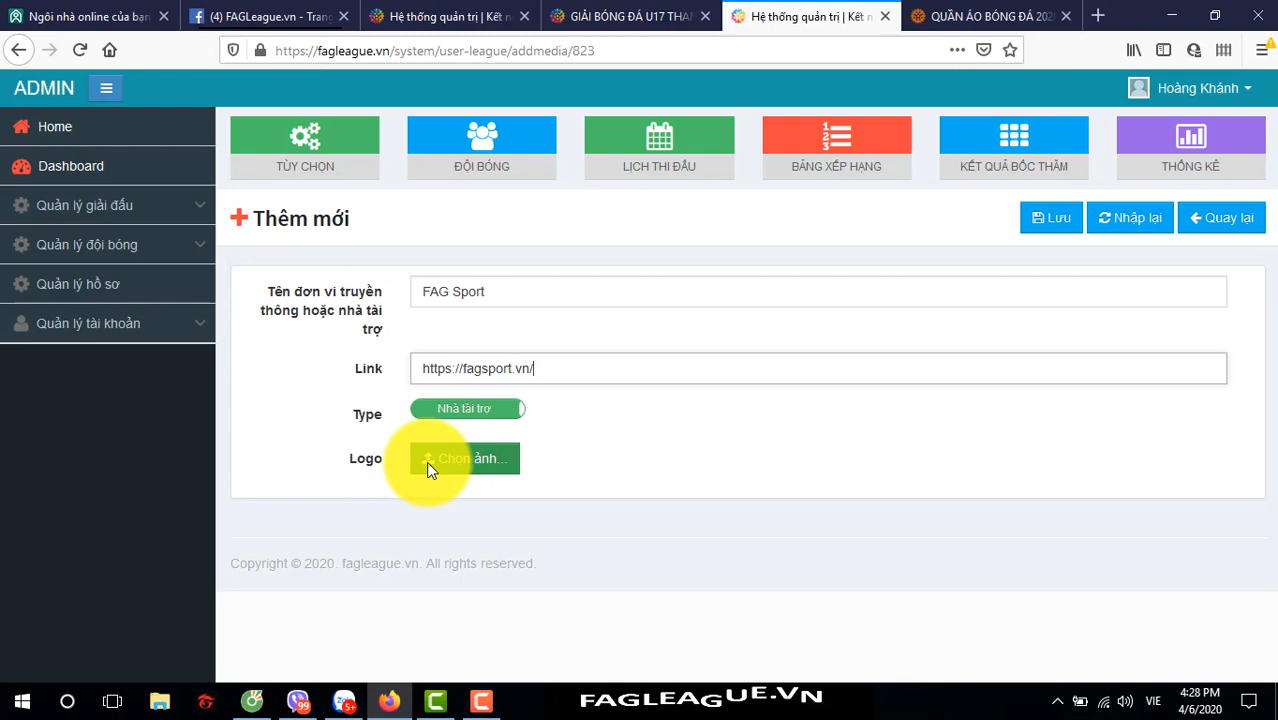 Ngôi nhà online của bạn
(4) FAGLeague.vn - Trang
Hệ thống quản trị | Kết n
GIẢI BÓNG ĐÁ U17 THAN
Hệ thống quản trị | Kết n
QUẦN ÁO BÓNG ĐÁ 202
https://fagleague.vn/system/user-league/addmedia/823
ADMIN
Hoàng Khánh
Home
Dashboard
Quản lý giải đấu
Quản lý đội bóng
Quản lý hồ sơ
Quản lý tài khoản
TÙY CHỌN
ĐỘI BÓNG
LỊCH THI ĐẤU
BẢNG XẾP HẠNG
KẾT QUẢ BỐC THĂM
THỐNG KÊ
Thêm mới
Lưu
Nhập lại
Quay lại
Tên đơn vi truyền
thông hoặc nhà tài
trợ
FAG Sport
Link
https://fagsport.vn/
Type
Nhà tài trợ
Logo
Chọn ảnh...
Copyright © 2020. fagleague.vn. All rights reserved.
99
Zalo
5+
FAGLEAGUE.VN
VIE
4:28 PM
4/6/2020